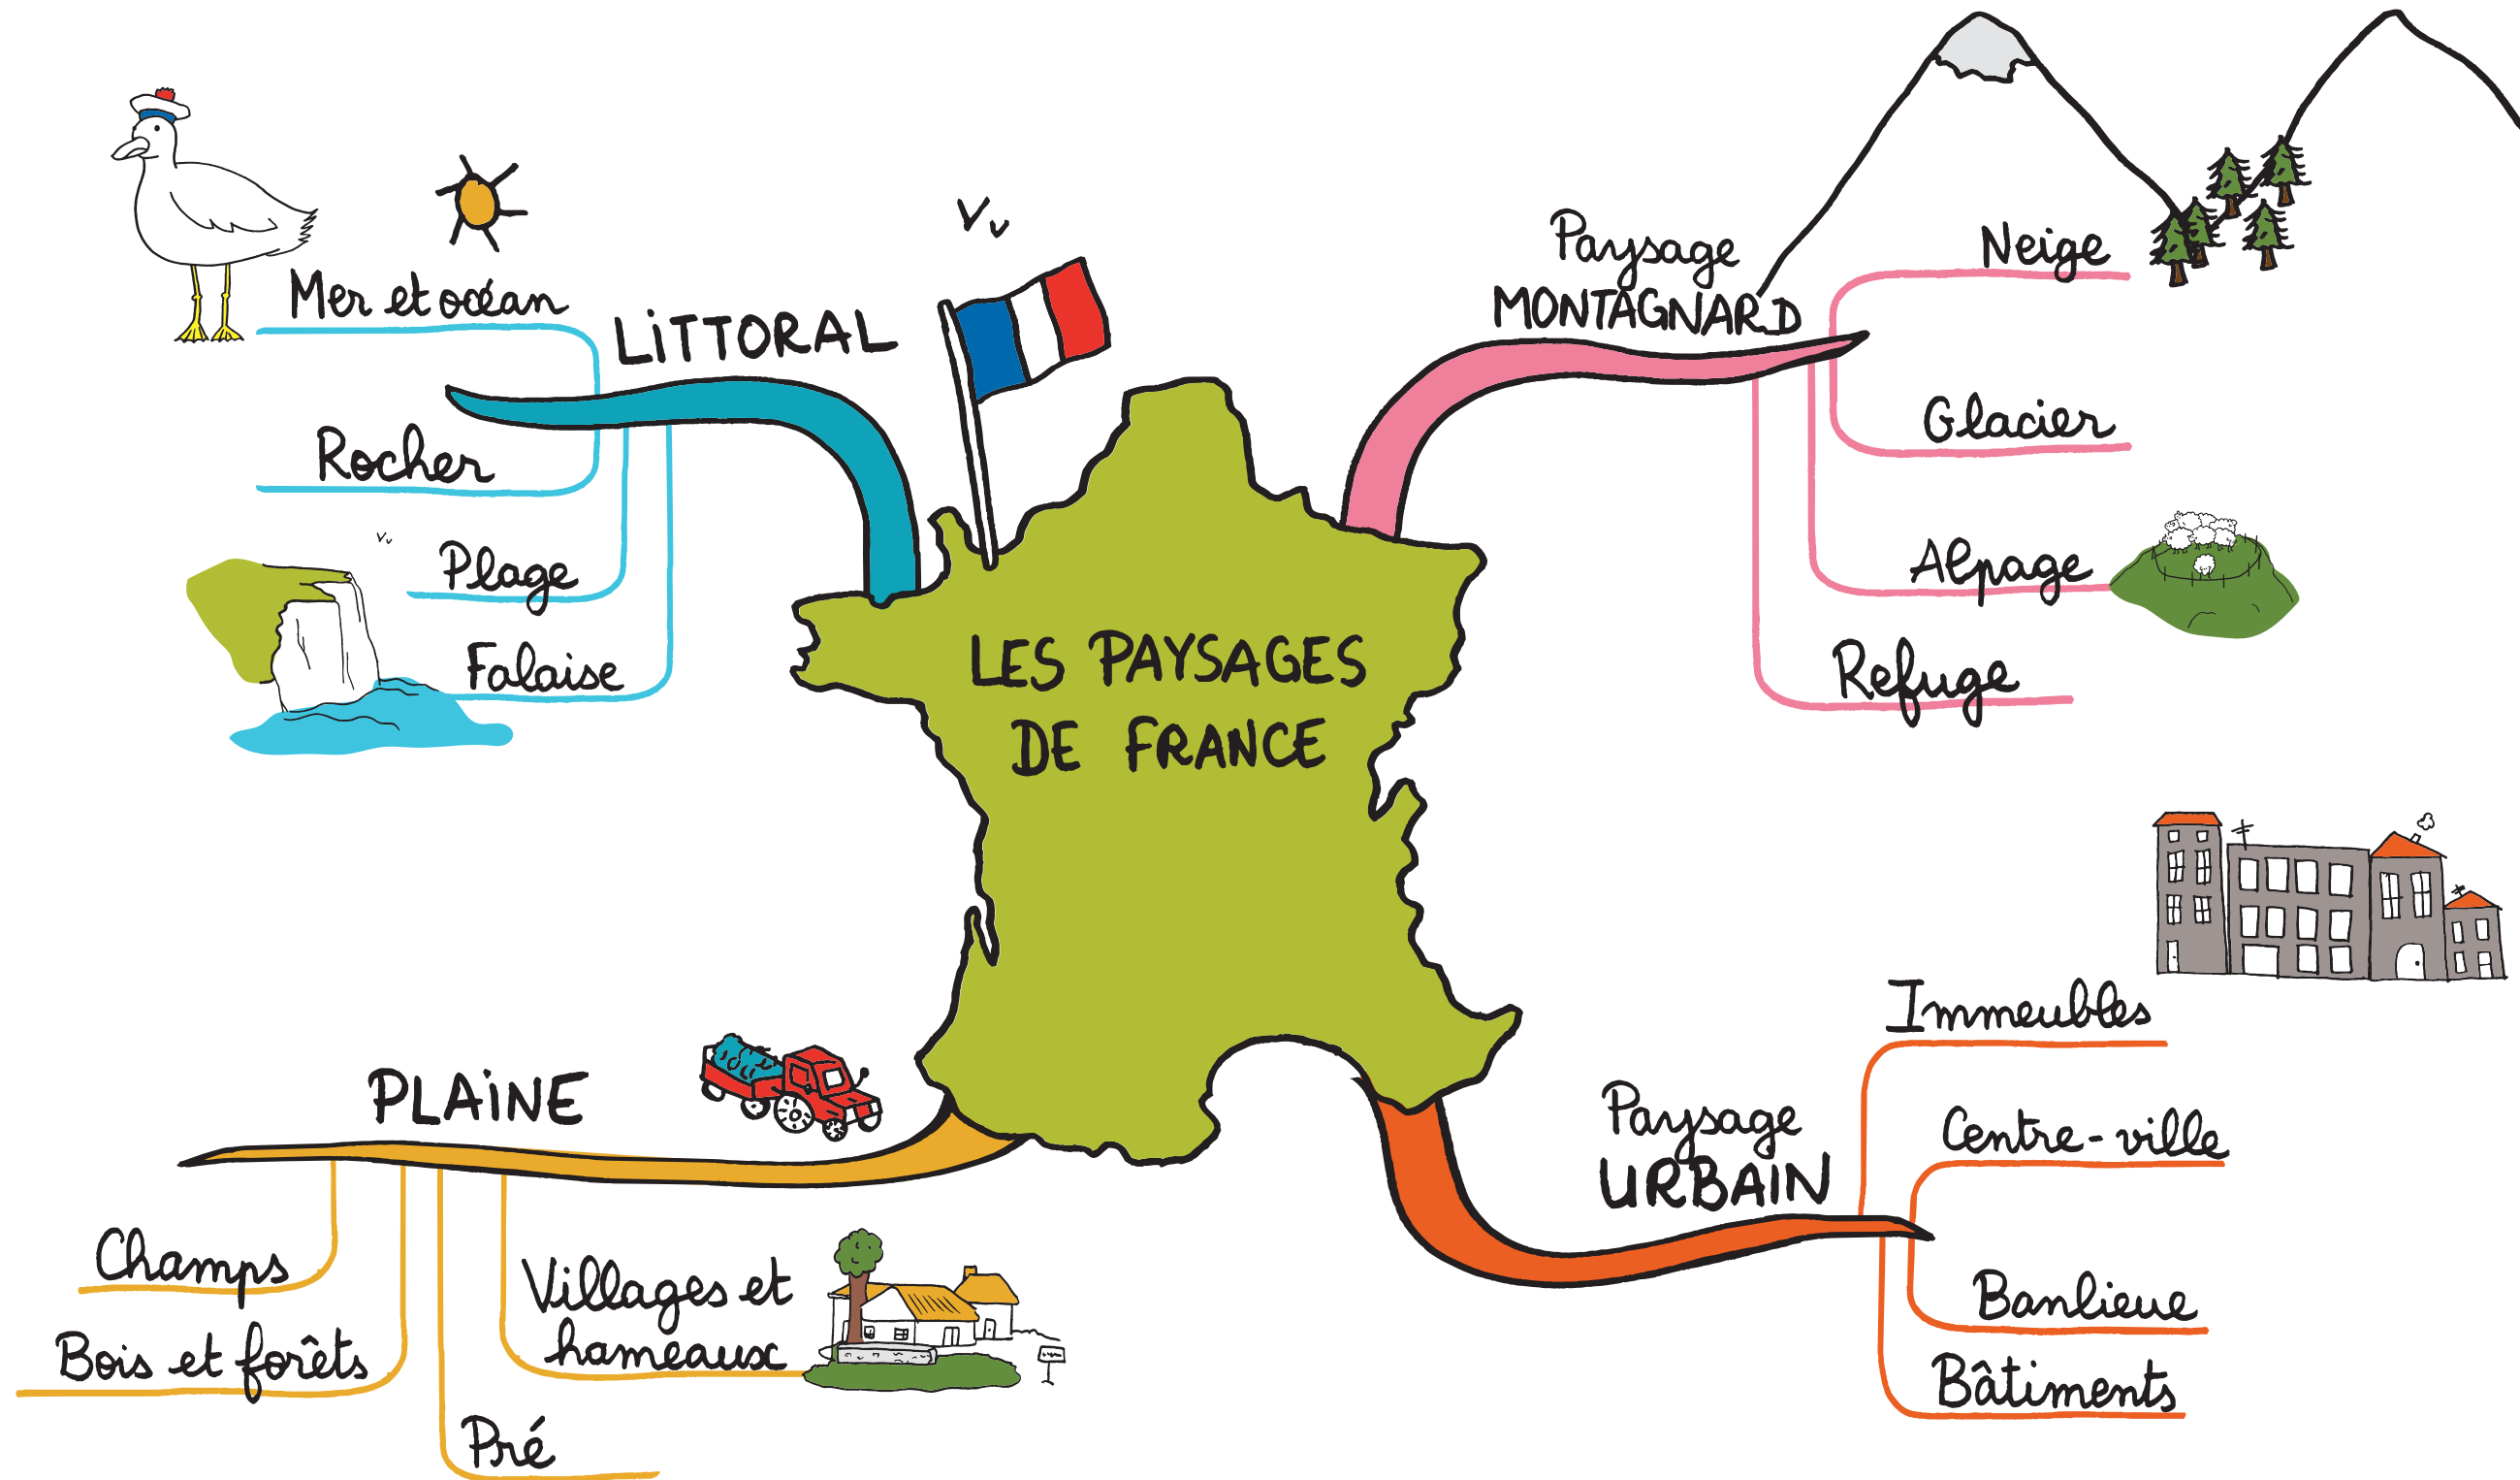 LES PAYSAGES
DE FRANCE
LITTORAL
Mer et océan
Rocher
Plage
Falaise
Paysage
MONTAGNARD
Neige
Glacier
Alpage
Refuge
Paysage
URBAIN
Immeubles
Centre-ville
Banlieue
Bâtiments
PLAINE
Champs
Bois et forêts
Pré
Villages et
hameaux